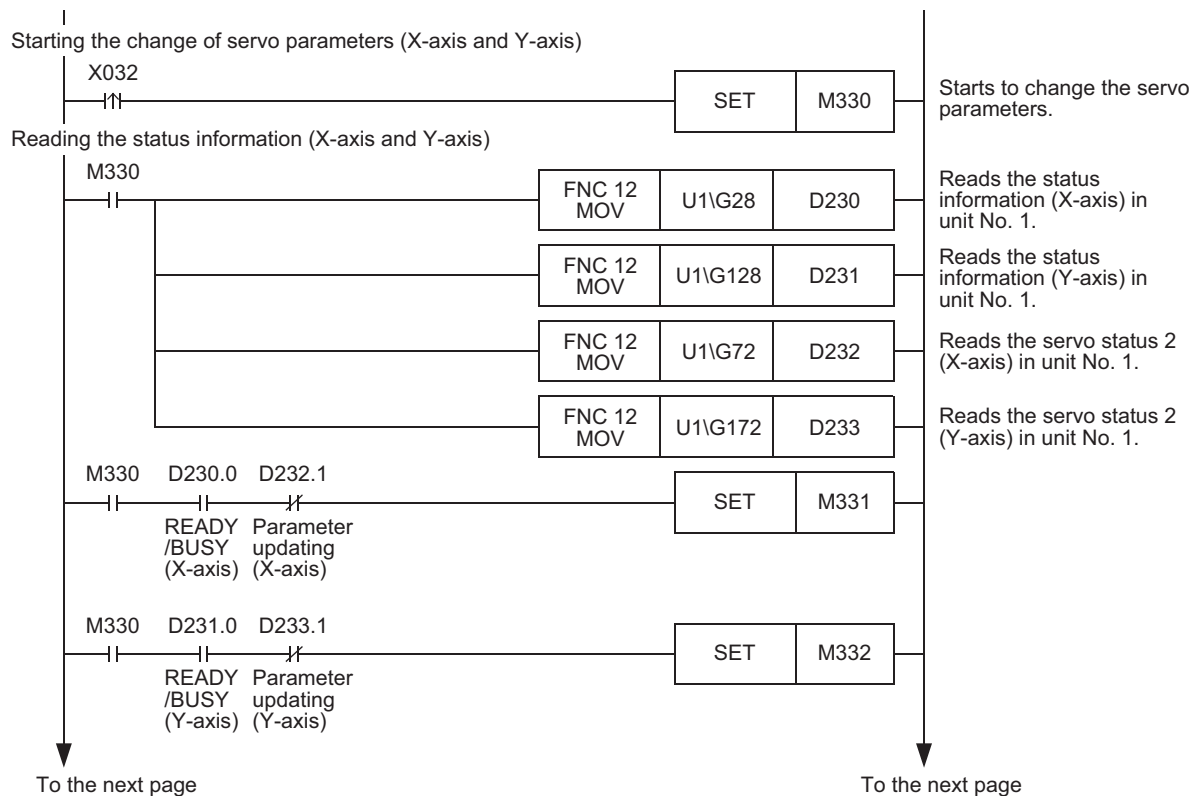 Starting the change of servo parameters (X-axis and Y-axis)
X032
SET M330
Starts to change the servo
parameters.
Reading the status information (X-axis and Y-axis)
M330
FNC 12
MOV
U1\G28
D230
Reads the status
information (X-axis) in
unit No. 1.
FNC 12
MOV
U1\G128
D231
Reads the status
information (Y-axis) in
unit No. 1.
FNC 12
MOV
U1\G72
D232
Reads the servo status 2
(X-axis) in unit No. 1.
FNC 12
MOV
U1\G172
D233
Reads the servo status 2
(Y-axis) in unit No. 1.
M330 D230.0 D232.1
SET M331
READY Parameter
/BUSY updating
(X-axis) (X-axis)
M330 D231.0 D233.1
SET M332
READY Parameter
/BUSY updating
(Y-axis) (Y-axis)
To the next page
To the next page